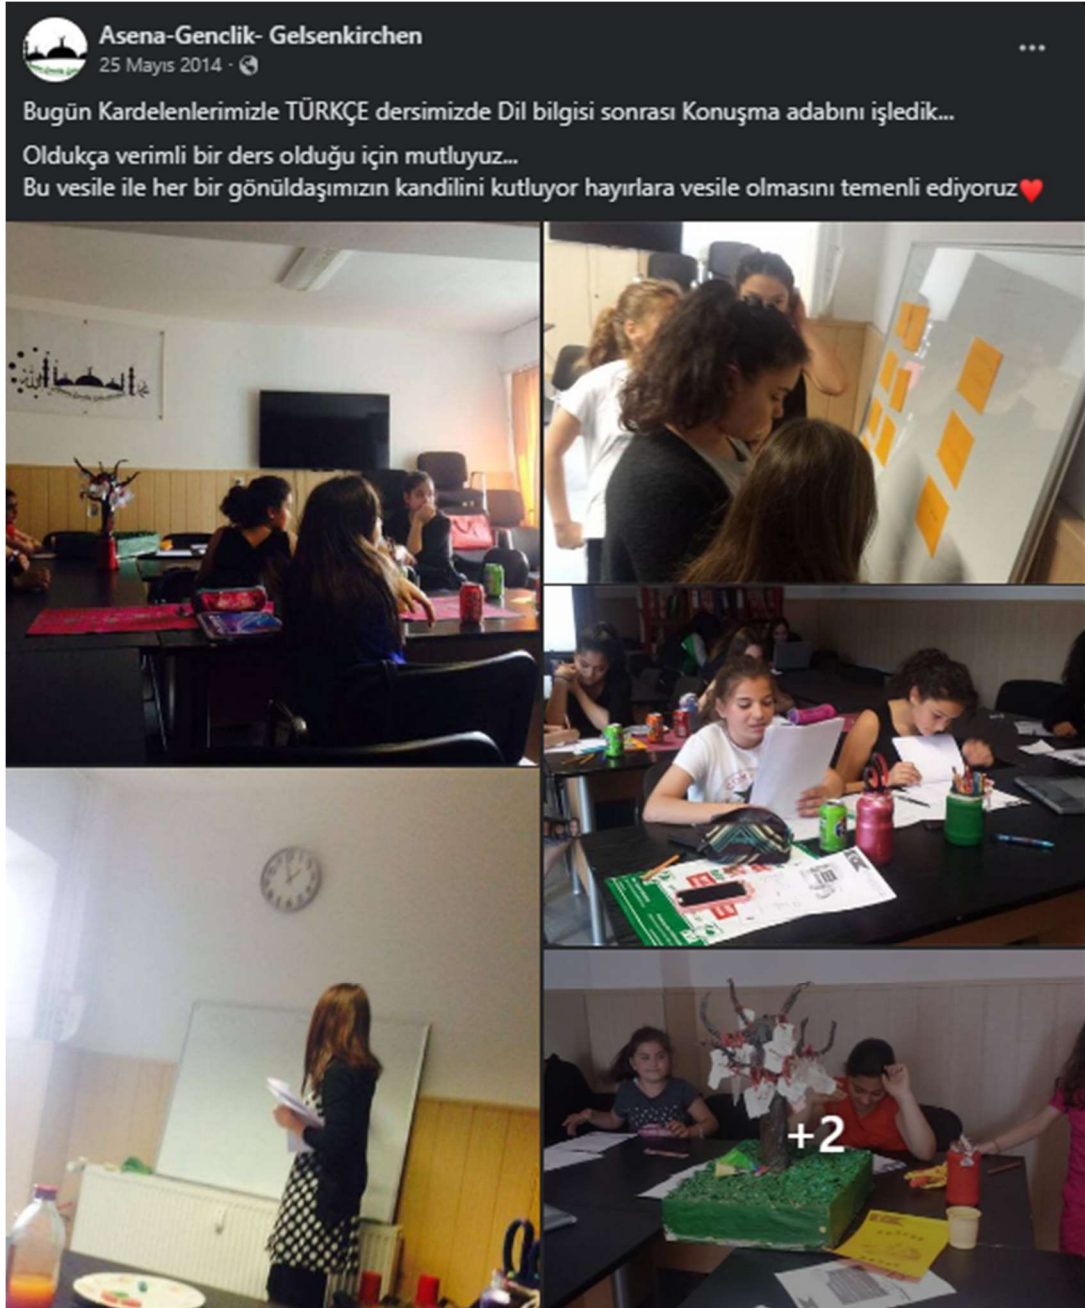 Asena-Genclik- Gelsenkirchen
25 Mayıs 2014 ·
Bugün Kardelenlerimizle TÜRKÇE dersimizde Dil bilgisi sonrası Konuşma adabını işledik...
Oldukça verimli bir ders olduğu için mutluyuz...
Bu vesile ile her bir gönüldaşımızın kandilini kutluyor hayırlara vesile olmasını temenli ediyoruz❤️
+2